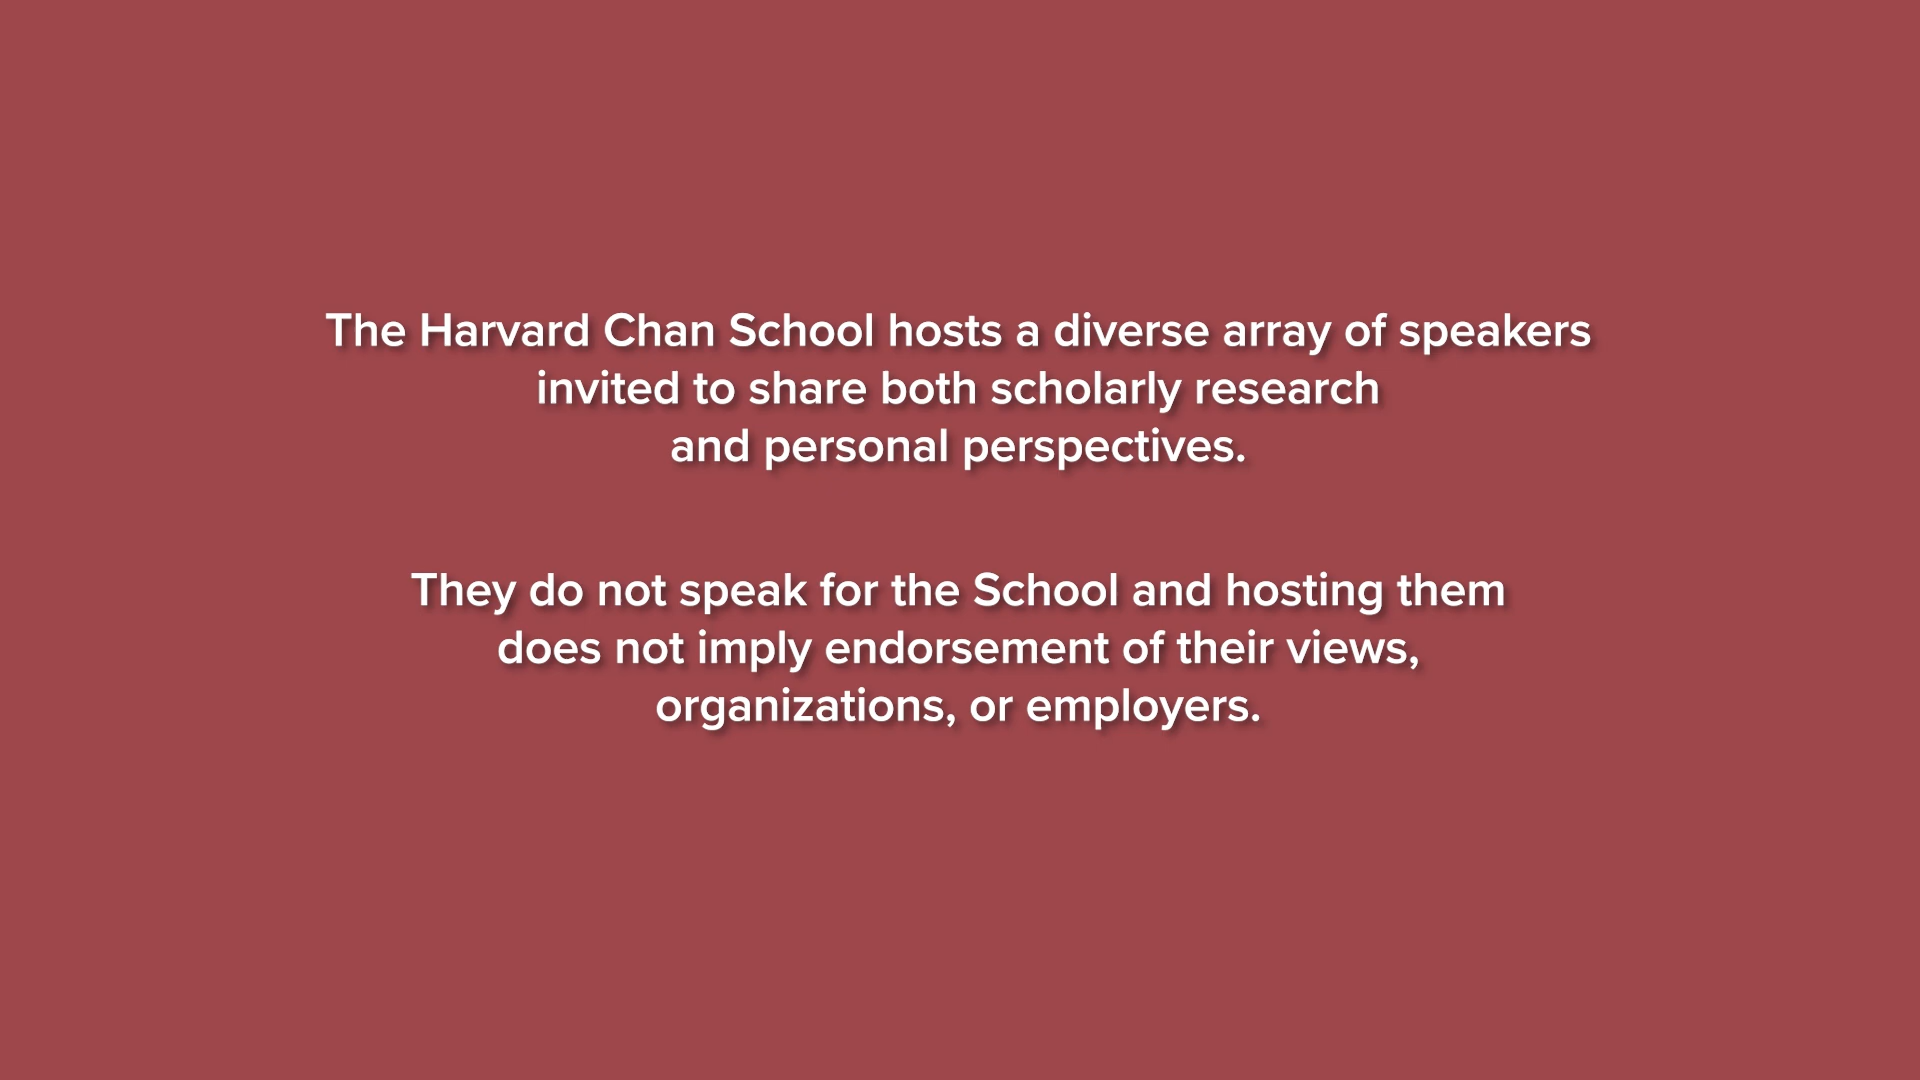 The Harvard Chan School hosts a diverse array of speakers
invited to share both scholarly research
and personal perspectives.
They do not speak for the School and hosting them
does not imply endorsement of their views,
organizations, or employers.